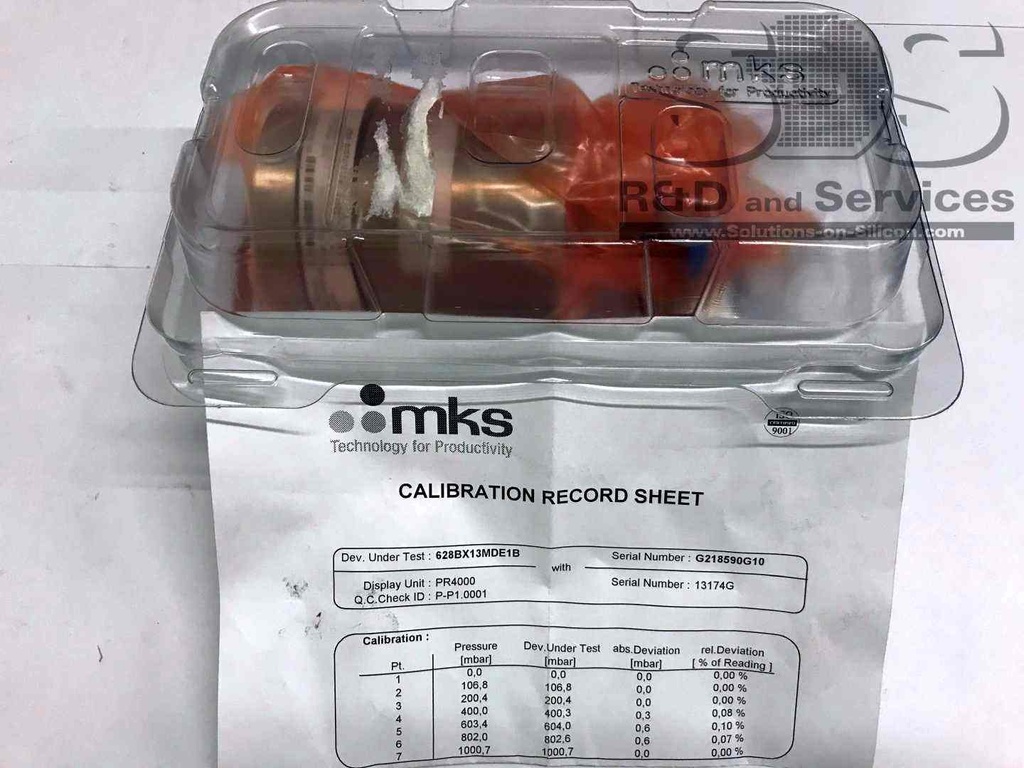 mks
Technology for Productivity
SOS
R&D and Services
www.Solutions-on-Silicon.com
mks
Technology for Productivity
ISO
9001
CALIBRATION RECORD SHEET
Dev. Under Test : 628BX13MDE1B Serial Number : G218590G10
with
Display Unit : PR4000 Serial Number : 13174G
Q.C.Check ID : P-P1.0001
Calibration :
Pt. Pressure [mbar] Dev.Under Test [mbar] abs.Deviation [mbar] rel.Deviation [ % of Reading ]
1 0,0 0,0 0,0 0,00 %
2 106,8 106,8 0,0 0,00 %
3 200,4 200,4 0,0 0,00 %
4 400,0 400,3 0,3 0,08 %
5 603,4 604,0 0,6 0,10 %
6 802,0 802,6 0,6 0,07 %
7 1000,7 1000,7 0,0 0,00 %